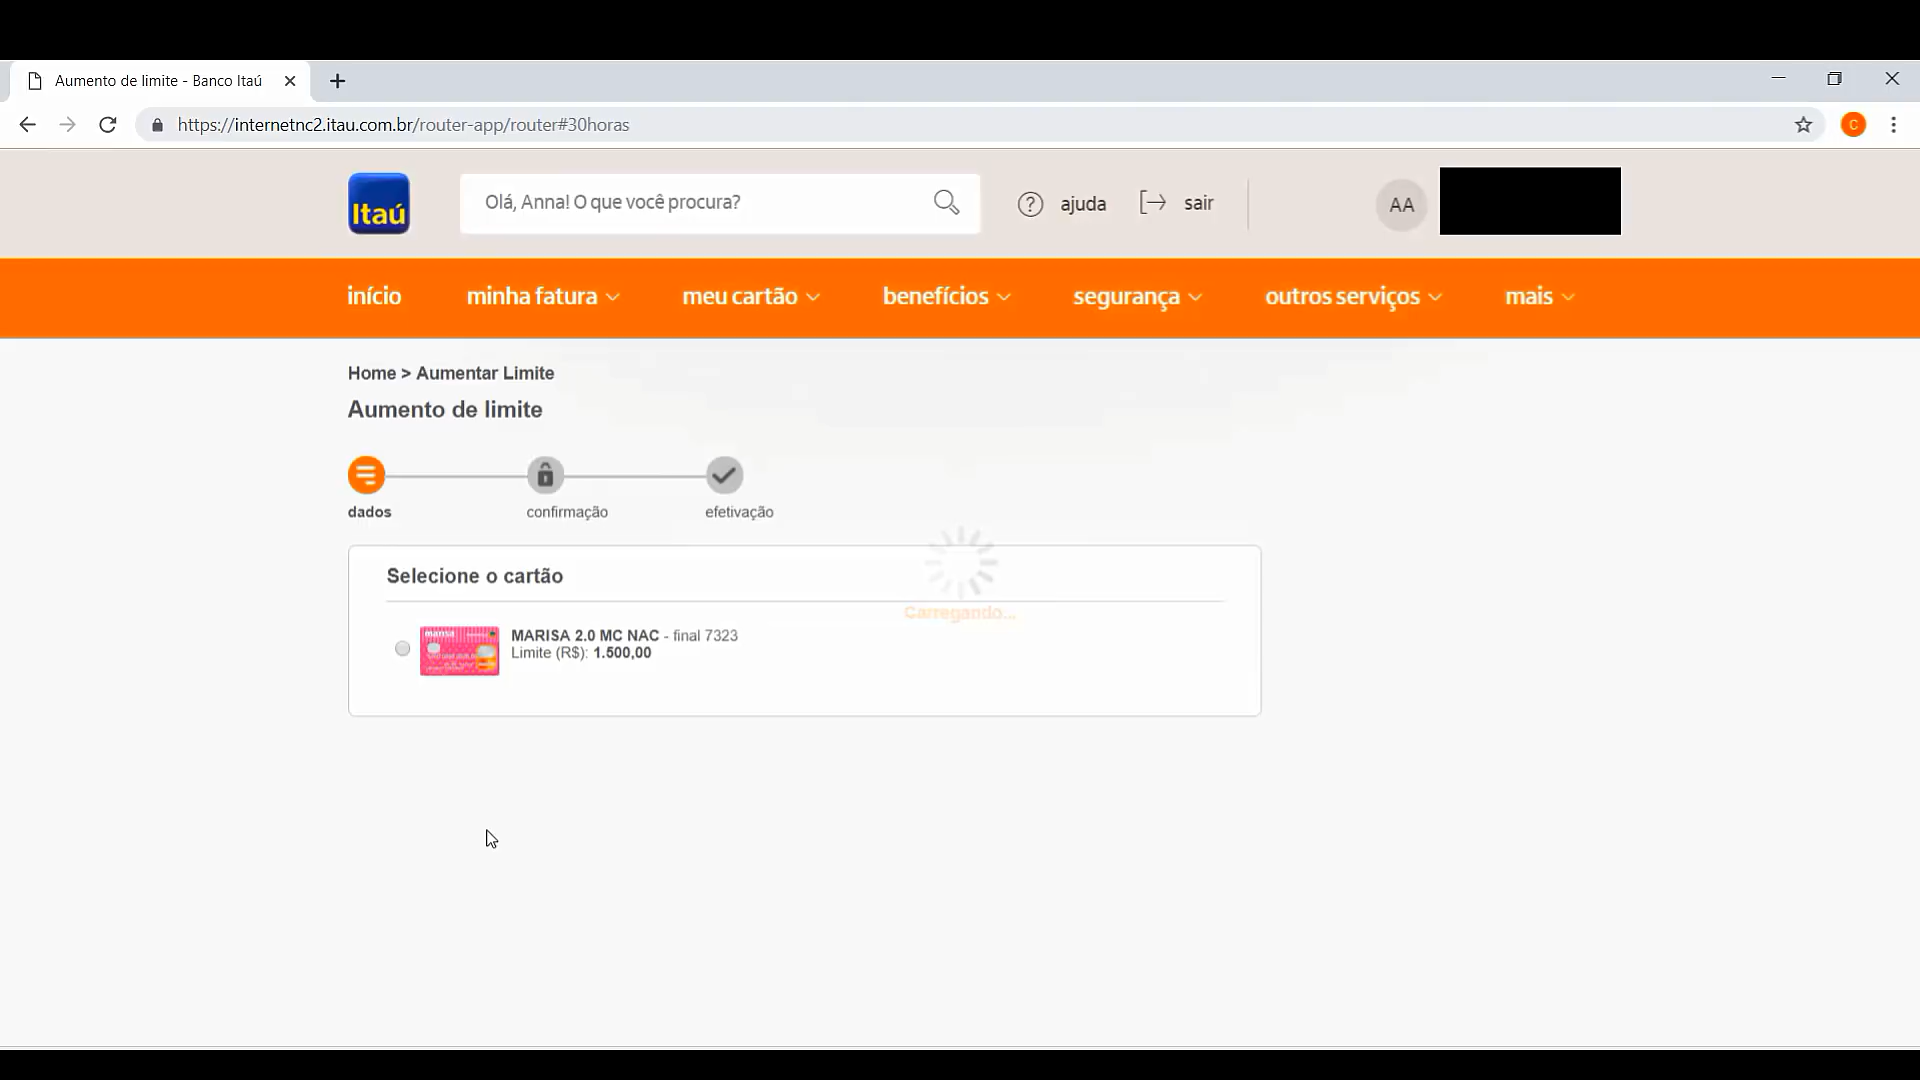 Aumento de limite - Banco Itaú
https://internetnc2.itau.com.br/router-app/router#30horas
C
Itaú
Olá, Anna! O que você procura?
ajuda
sair
AA
início
minha fatura
meu cartão
benefícios
segurança
outros serviços
mais
Home > Aumentar Limite
Aumento de limite
dados
confirmação
efetivação
Selecione o cartão
Carregando...
marisa
MARISA 2.0 MC NAC - final 7323
Limite (R$): 1.500,00